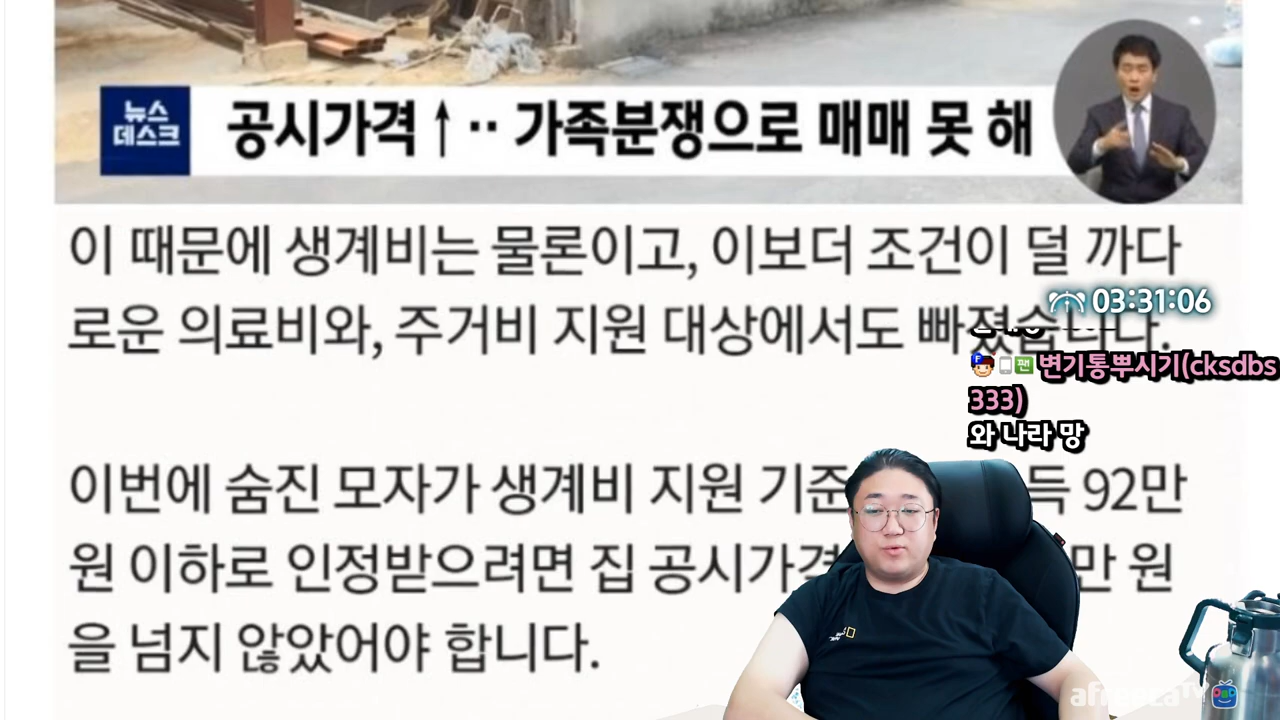 뉴스
데스크
공시가격↑‥가족분쟁으로 매매 못 해
이 때문에 생계비는 물론이고, 이보더 조건이 덜 까다
로운 의료비와, 주거비 지원 대상에서도 빠졌습니다.
03:31:06
F 팬 변기통뿌시기(cksdbs
333)
와 나라 망
이번에 숨진 모자가 생계비 지원 기준 득 92만
원 이하로 인정받으려면 집 공시가격 만 원
을 넘지 않았어야 합니다.
afreecaTV